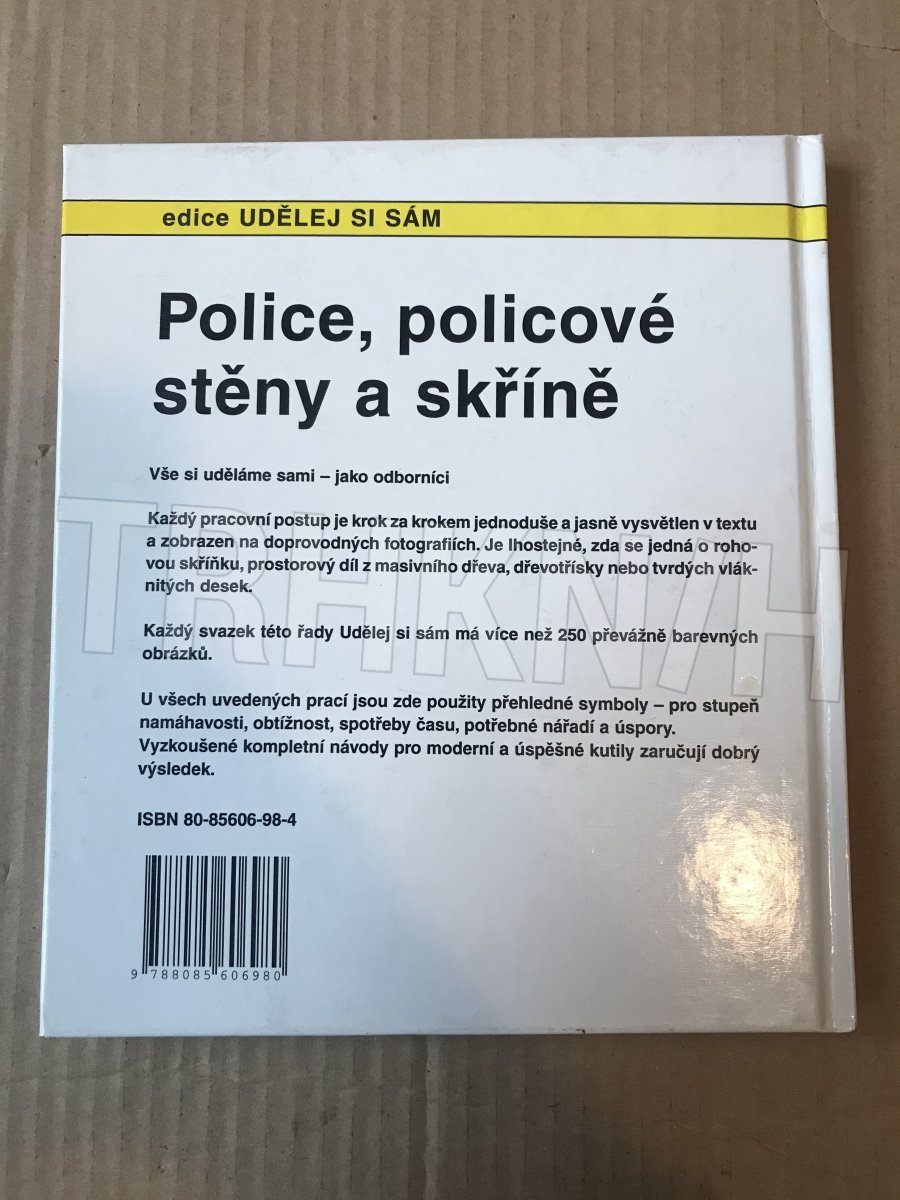 edice UDĚLEJ SI SÁM
Police, policové
stěny a skříně
Vše si uděláme sami – jako odborníci
Každý pracovní postup je krok za krokem jednoduše a jasně vysvětlen v textu
a zobrazen na doprovodných fotografiích. Je lhostejné, zda se jedná o roho-
vou skříňku, prostorový díl z masivního dřeva, dřevotřísky nebo tvrdých vlák-
nitých desek.
Každý svazek této řady Udělej si sám má více než 250 převážně barevných
obrázků.
U všech uvedených prací jsou zde použity přehledné symboly – pro stupeň
namáhavosti, obtížnost, spotřeby času, potřebné nářadí a úspory.
Vyzkoušené kompletní návody pro moderní a úspěšné kutily zaručují dobrý
výsledek.
ISBN 80-85606-98-4
9 788085 606980
TRHKNIH